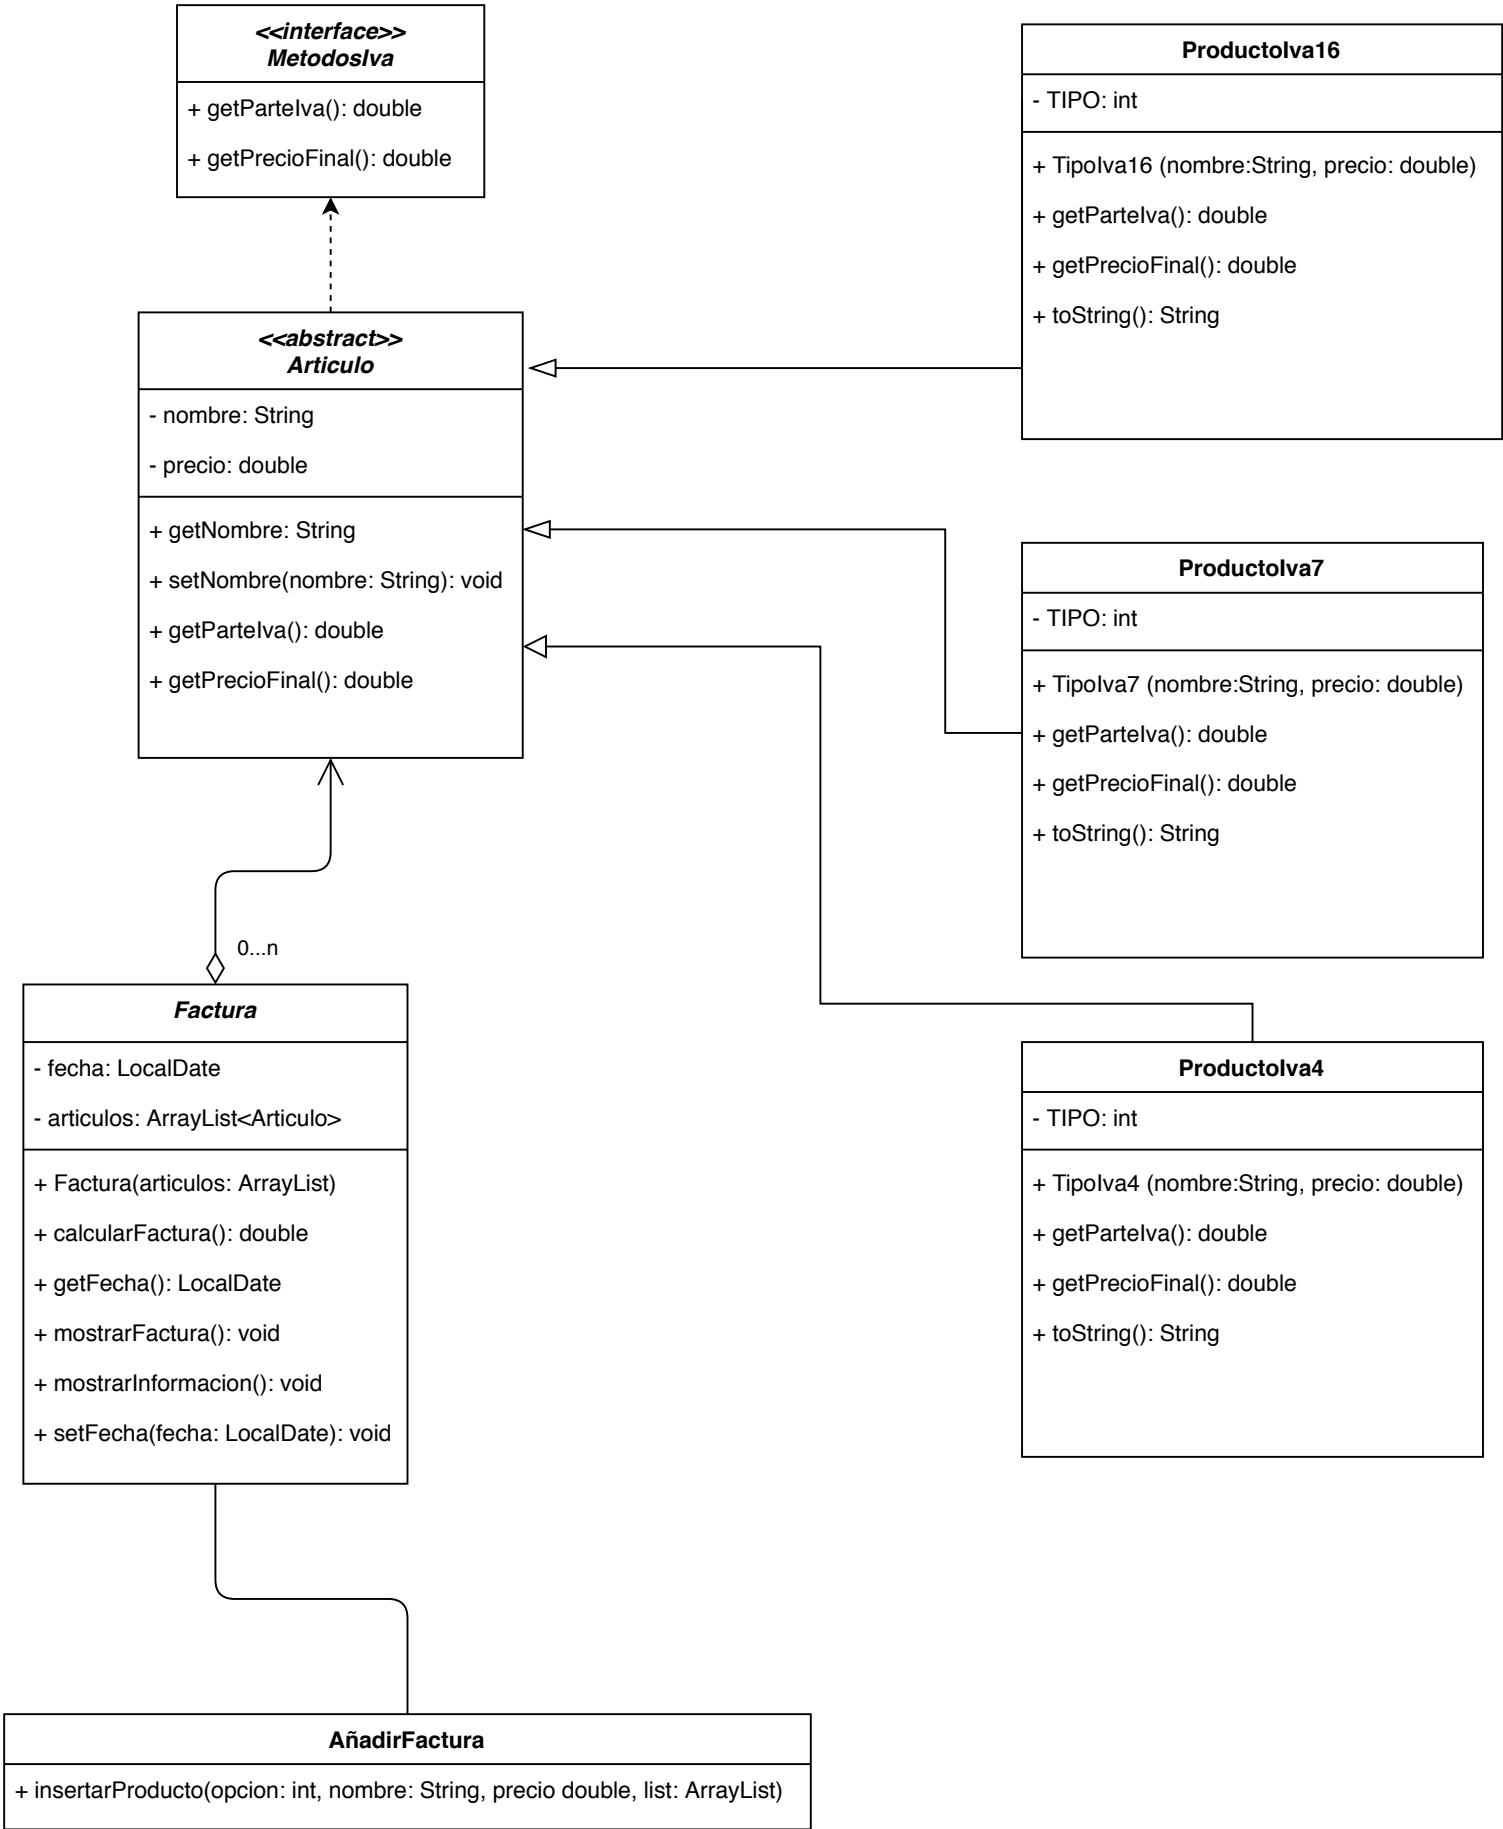 <<interface>>
MetodosIva
+ getParteIva(): double
+ getPrecioFinal(): double
<<abstract>>
Articulo
- nombre: String
- precio: double
+ getNombre: String
+ setNombre(nombre: String): void
+ getParteIva(): double
+ getPrecioFinal(): double
0...n
Factura
- fecha: LocalDate
- articulos: ArrayList<Articulo>
+ Factura(articulos: ArrayList)
+ calcularFactura(): double
+ getFecha(): LocalDate
+ mostrarFactura(): void
+ mostrarInformacion(): void
+ setFecha(fecha: LocalDate): void
AñadirFactura
+ insertarProducto(opcion: int, nombre: String, precio double, list: ArrayList)
ProductoIva16
- TIPO: int
+ TipoIva16 (nombre:String, precio: double)
+ getParteIva(): double
+ getPrecioFinal(): double
+ toString(): String
ProductoIva7
- TIPO: int
+ TipoIva7 (nombre:String, precio: double)
+ getParteIva(): double
+ getPrecioFinal(): double
+ toString(): String
ProductoIva4
- TIPO: int
+ TipoIva4 (nombre:String, precio: double)
+ getParteIva(): double
+ getPrecioFinal(): double
+ toString(): String